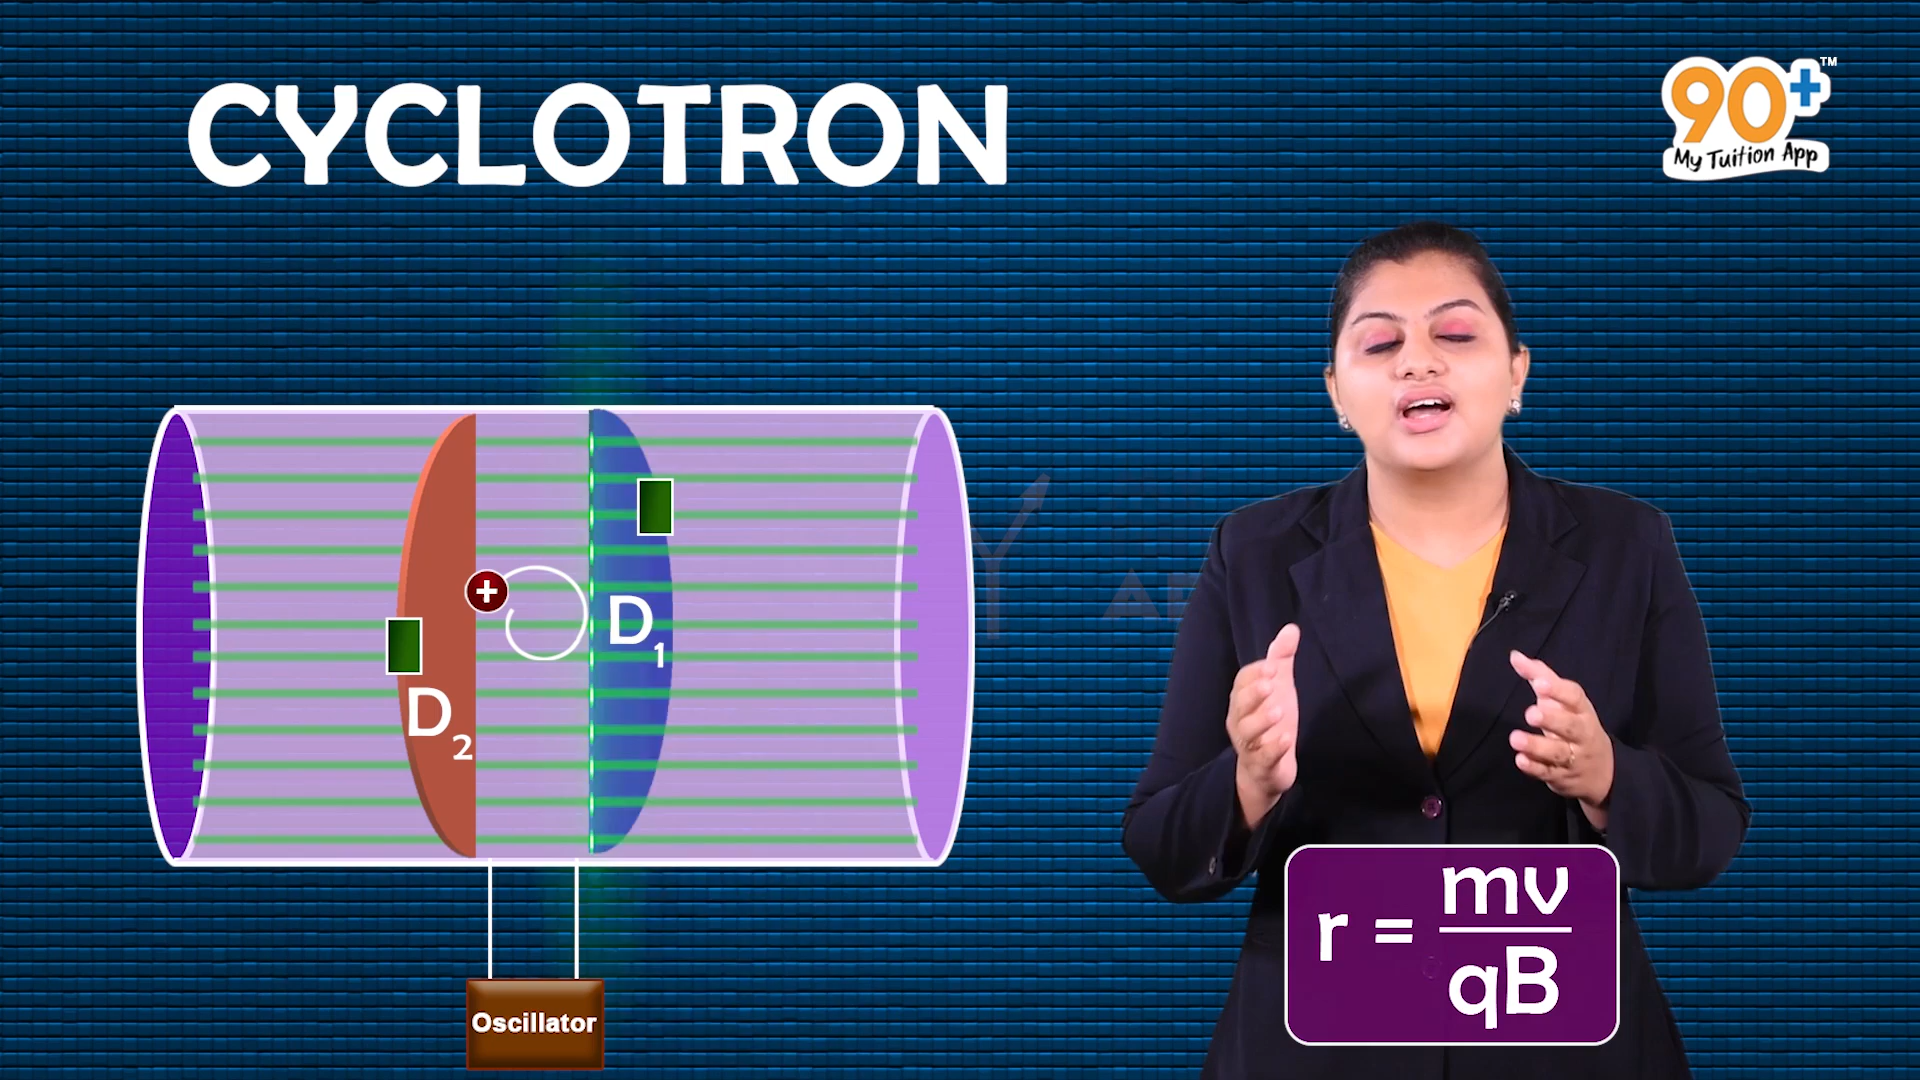 CYCLOTRON
90+
TM
My Tuition App
+
D1
D2
Oscillator
r = mv
qB